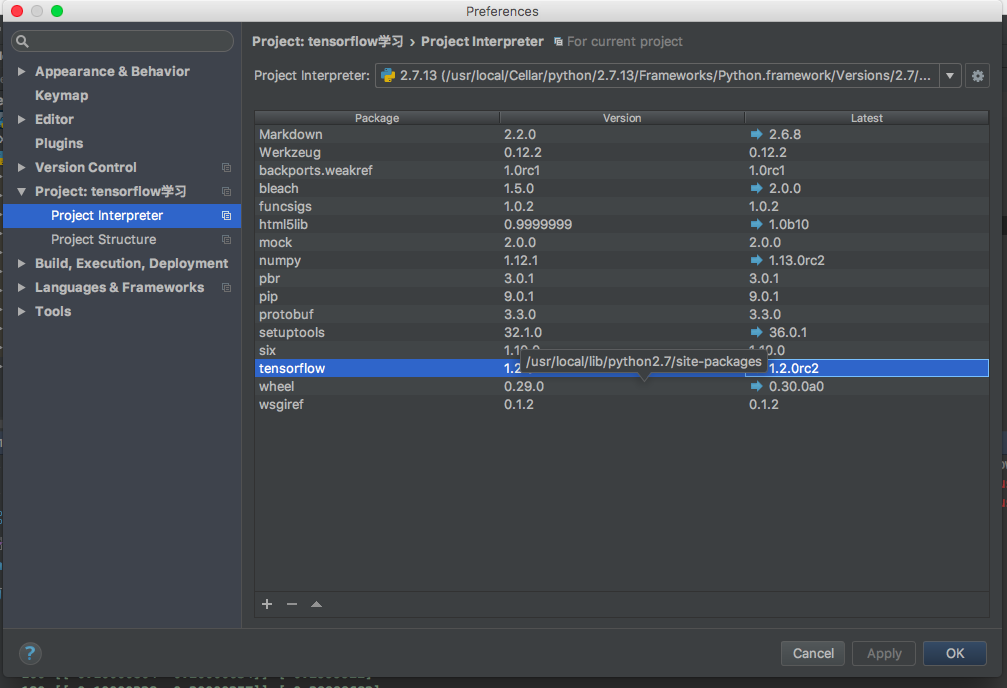 Preferences
Project: tensorflow学习 › Project Interpreter For current project
Project Interpreter: 2.7.13 (/usr/local/Cellar/python/2.7.13/Frameworks/Python.framework/Versions/2.7/...
Appearance & Behavior
Keymap
Editor
Plugins
Version Control
Project: tensorflow学习
Project Interpreter
Project Structure
Build, Execution, Deployment
Languages & Frameworks
Tools
Package Version Latest
Markdown 2.2.0 2.6.8
Werkzeug 0.12.2 0.12.2
backports.weakref 1.0rc1 1.0rc1
bleach 1.5.0 2.0.0
funcsigs 1.0.2 1.0.2
html5lib 0.9999999 1.0b10
mock 2.0.0 2.0.0
numpy 1.12.1 1.13.0rc2
pbr 3.0.1 3.0.1
pip 9.0.1 9.0.1
protobuf 3.3.0 3.3.0
setuptools 32.1.0 36.0.1
six
/usr/local/lib/python2.7/site-packages
tensorflow 1.2 1.2.0rc2
wheel 0.29.0 0.30.0a0
wsgiref 0.1.2 0.1.2
? Cancel Apply OK